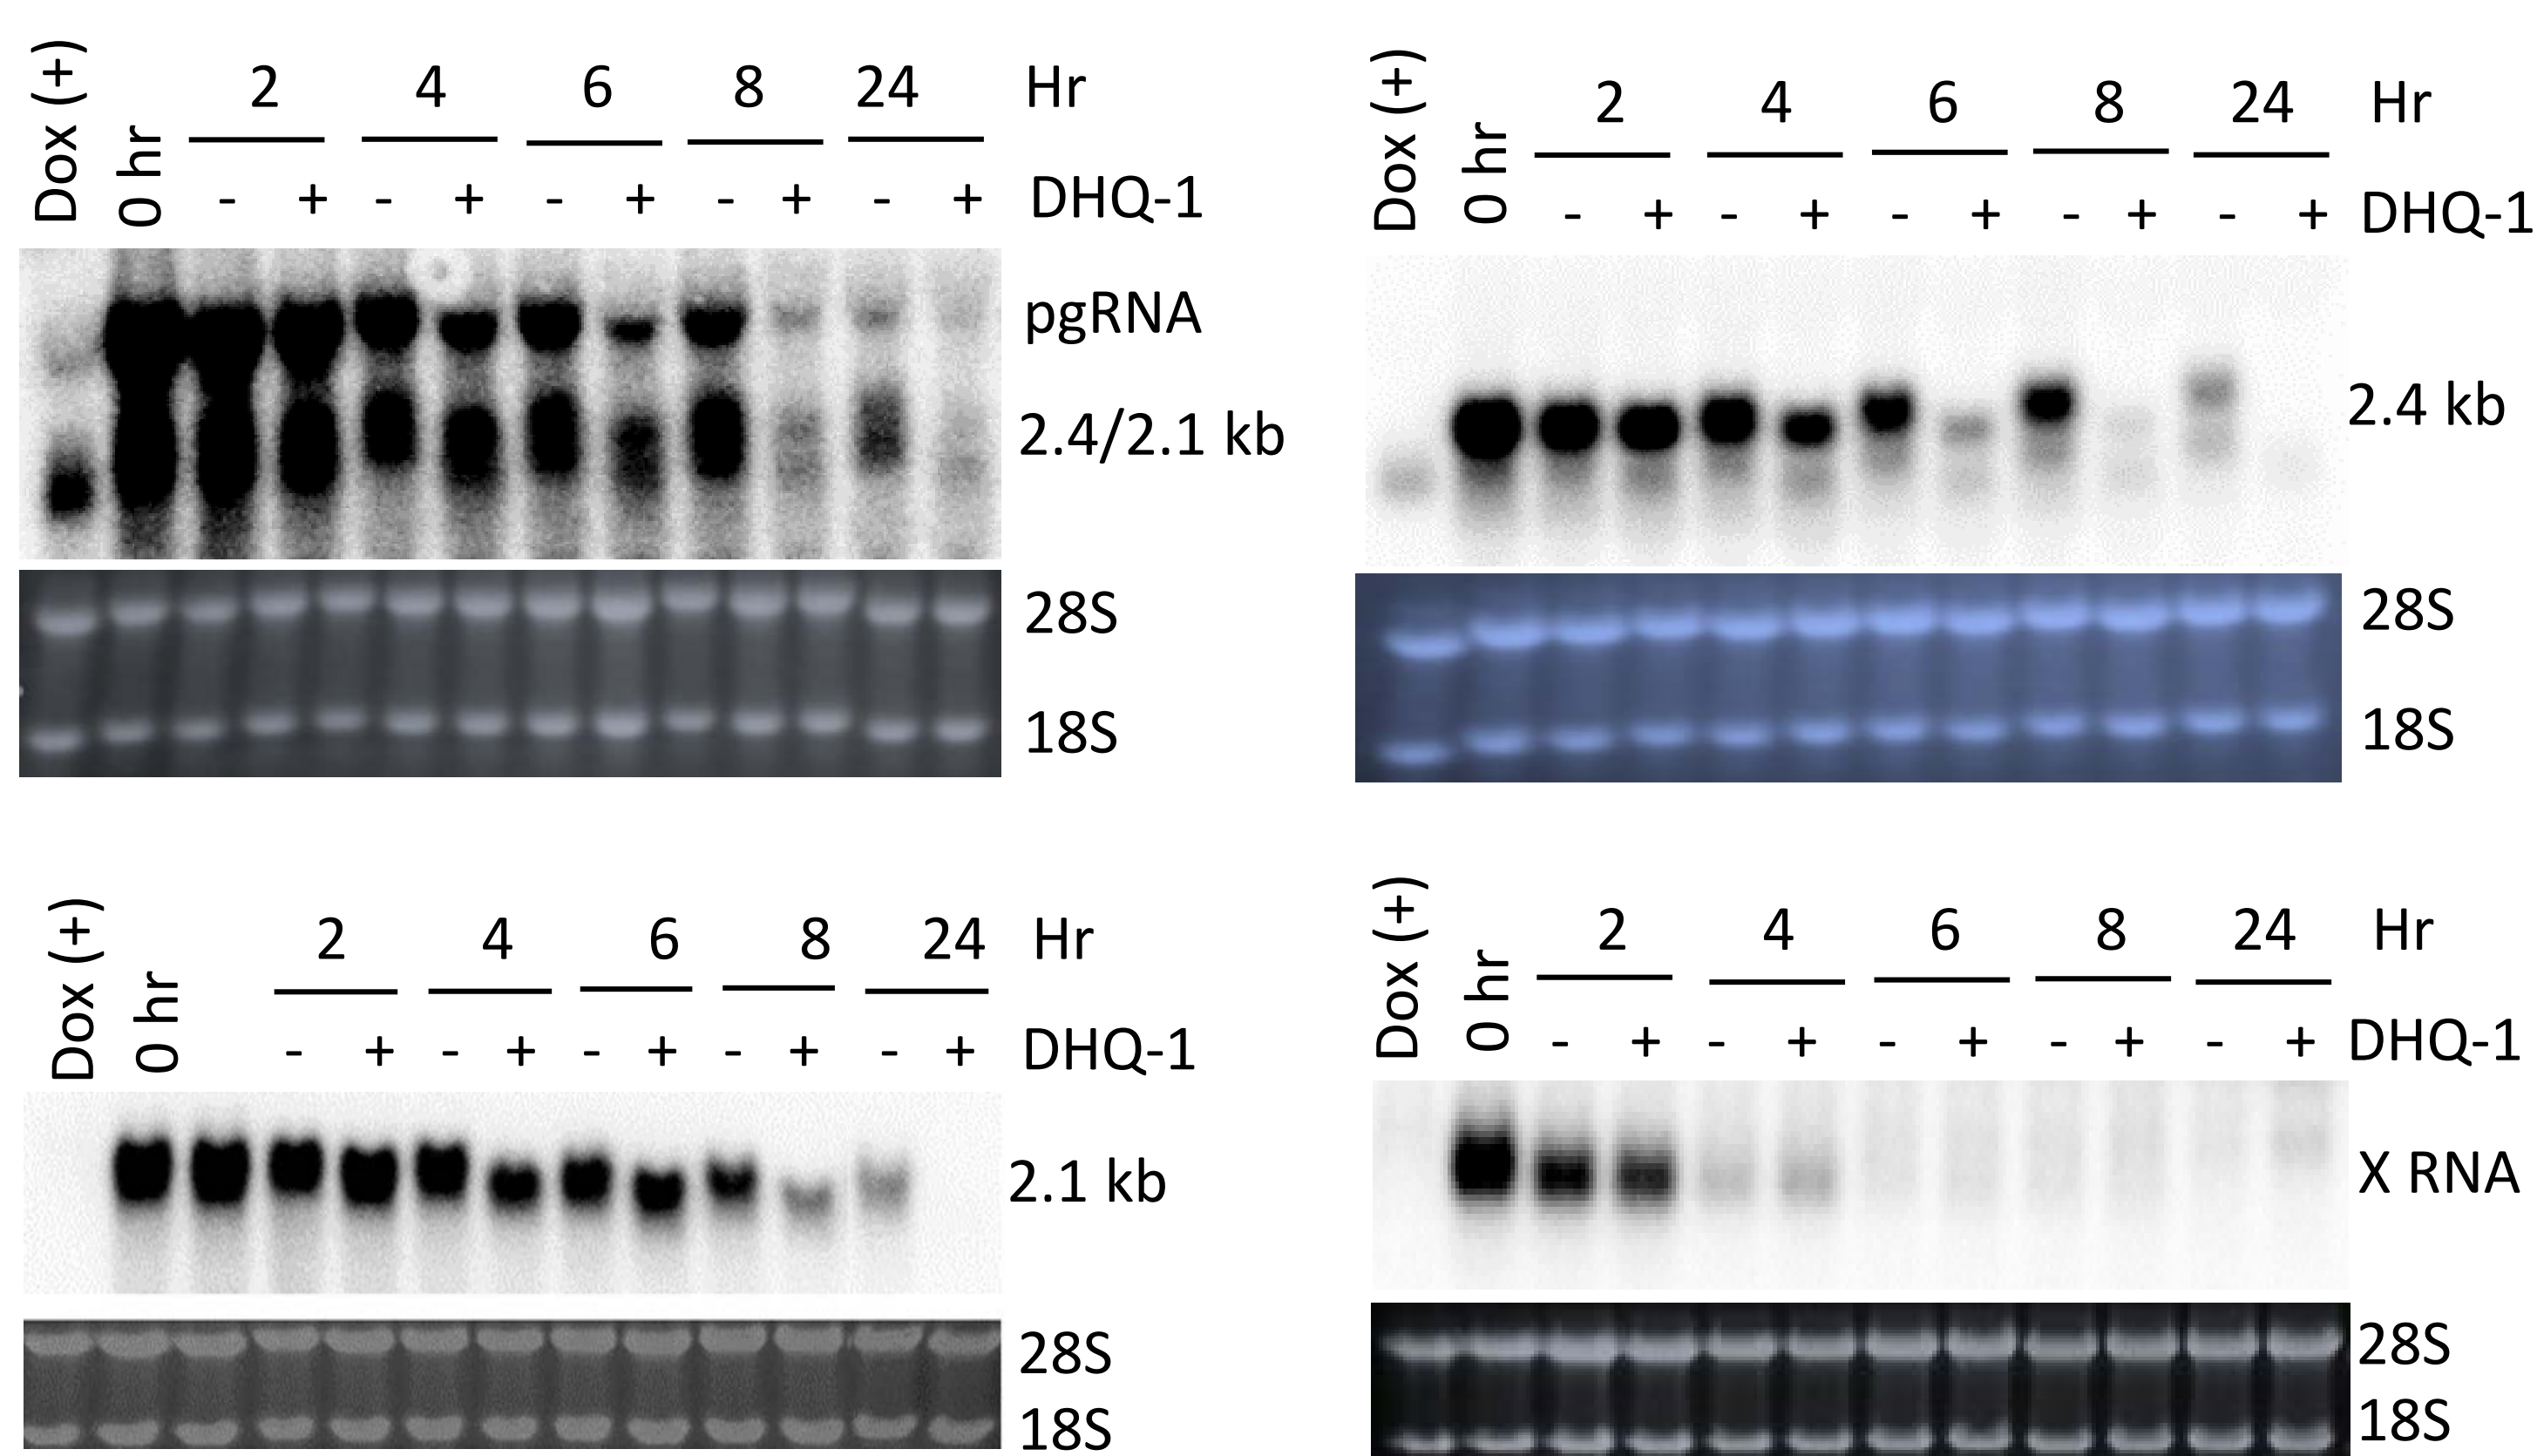 Dox (+) 0 hr 2 4 6 8 24 Hr
- + - + - + - + - + DHQ-1
pgRNA
2.4/2.1 kb
28S
18S
Dox (+) 0 hr 2 4 6 8 24 Hr
- + - + - + - + - + DHQ-1
2.4 kb
28S
18S
Dox (+) 0 hr 2 4 6 8 24 Hr
- + - + - + - + - + DHQ-1
2.1 kb
28S
18S
Dox (+) 0 hr 2 4 6 8 24 Hr
- + - + - + - + - + DHQ-1
X RNA
28S
18S